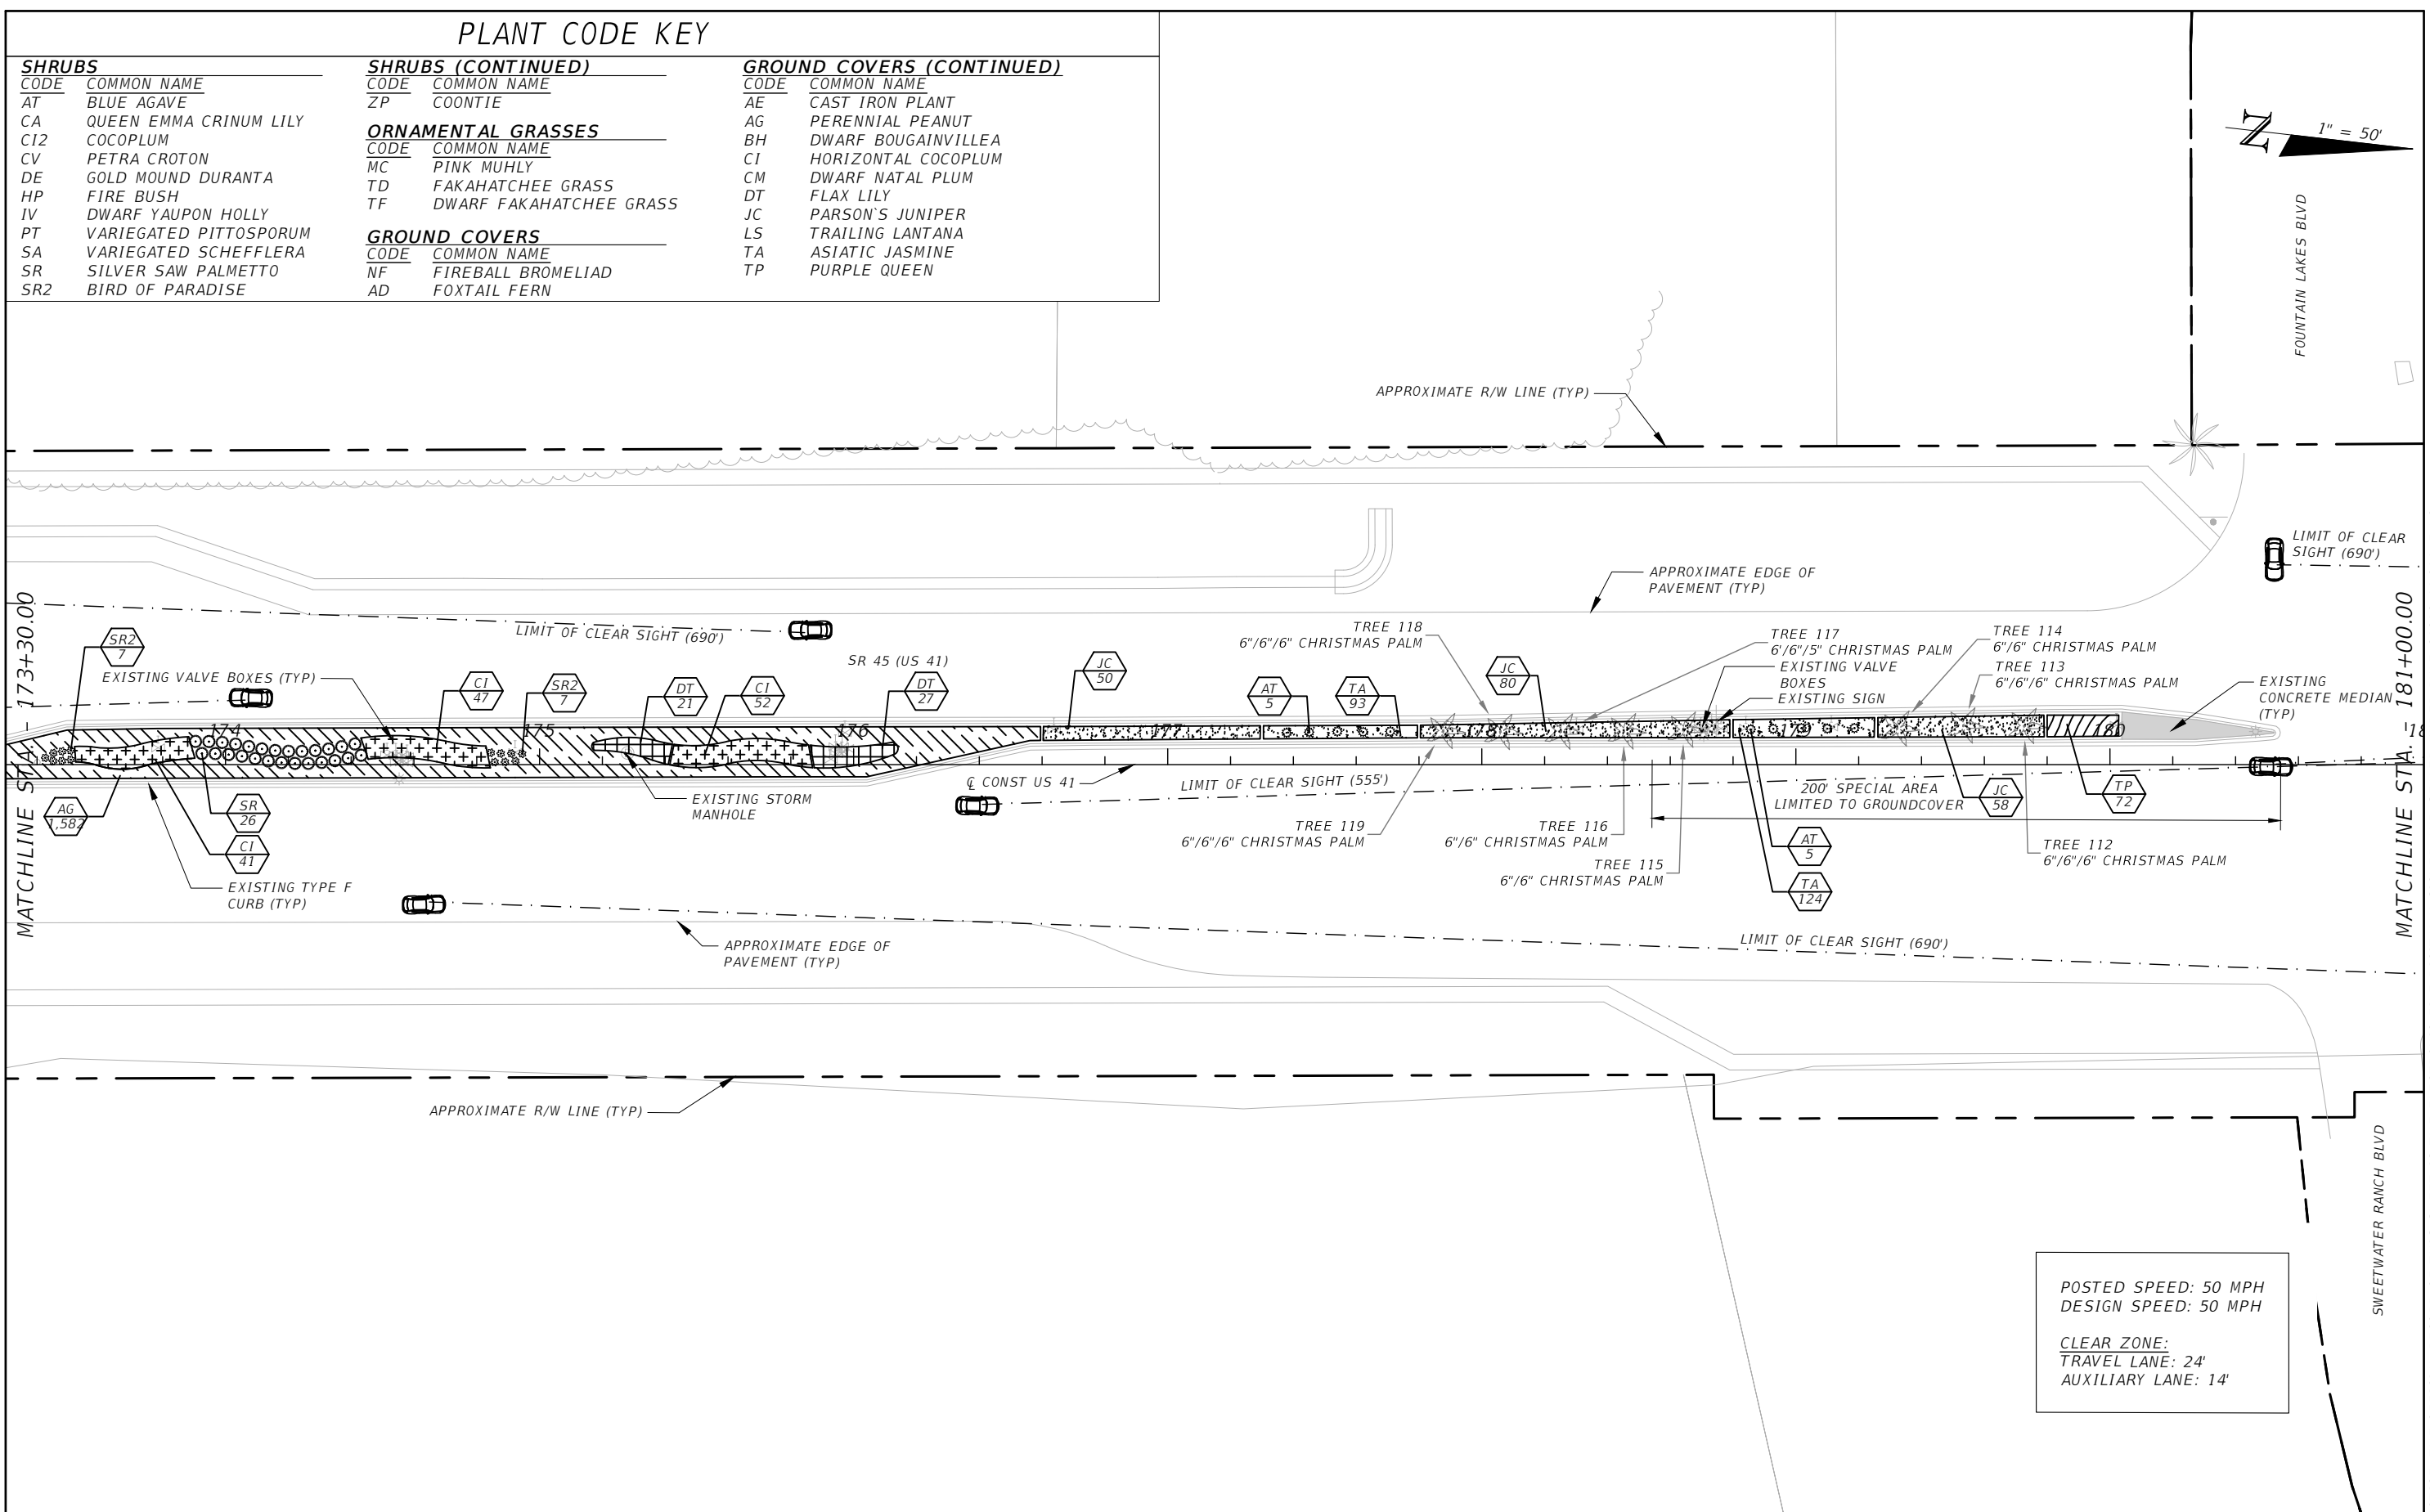 PLANT CODE KEY
SHRUBS
CODE COMMON NAME
AT BLUE AGAVE
CA QUEEN EMMA CRINUM LILY
CI2 COCOPLUM
CV PETRA CROTON
DE GOLD MOUND DURANTA
HP FIRE BUSH
IV DWARF YAUPON HOLLY
PT VARIEGATED PITTOSPORUM
SA VARIEGATED SCHEFFLERA
SR SILVER SAW PALMETTO
SR2 BIRD OF PARADISE
SHRUBS (CONTINUED)
CODE COMMON NAME
ZP COONTIE
ORNAMENTAL GRASSES
CODE COMMON NAME
MC PINK MUHLY
TD FAKAHATCHEE GRASS
TF DWARF FAKAHATCHEE GRASS
GROUND COVERS
CODE COMMON NAME
NF FIREBALL BROMELIAD
AD FOXTAIL FERN
GROUND COVERS (CONTINUED)
CODE COMMON NAME
AE CAST IRON PLANT
AG PERENNIAL PEANUT
BH DWARF BOUGAINVILLEA
CI HORIZONTAL COCOPLUM
CM DWARF NATAL PLUM
DT FLAX LILY
JC PARSON`S JUNIPER
LS TRAILING LANTANA
TA ASIATIC JASMINE
TP PURPLE QUEEN
N
1" = 50'
FOUNTAIN LAKES BLVD
APPROXIMATE R/W LINE (TYP)
LIMIT OF CLEAR
SIGHT (690')
APPROXIMATE EDGE OF
PAVEMENT (TYP)
MATCHLINE STA. - 173+30.00
MATCHLINE STA. - 181+00.00
LIMIT OF CLEAR SIGHT (690')
SR 45 (US 41)
SR2
7
EXISTING VALVE BOXES (TYP)
CI
47
SR2
7
DT
21
CI
52
DT
27
JC
50
AT
5
TA
93
TREE 118
6"/6"/6" CHRISTMAS PALM
JC
80
TREE 117
6'/6"/5" CHRISTMAS PALM
EXISTING VALVE
BOXES
EXISTING SIGN
TREE 114
6"/6" CHRISTMAS PALM
TREE 113
6"/6"/6" CHRISTMAS PALM
EXISTING
CONCRETE MEDIAN
(TYP)
174
175
176
177
178
179
180
18
AG
1,582
SR
26
CI
41
EXISTING TYPE F
CURB (TYP)
EXISTING STORM
MANHOLE
℄ CONST US 41
LIMIT OF CLEAR SIGHT (555')
TREE 119
6"/6"/6" CHRISTMAS PALM
TREE 116
6"/6" CHRISTMAS PALM
TREE 115
6"/6" CHRISTMAS PALM
200' SPECIAL AREA
LIMITED TO GROUNDCOVER
JC
58
TP
72
AT
5
TA
124
TREE 112
6"/6"/6" CHRISTMAS PALM
APPROXIMATE EDGE OF
PAVEMENT (TYP)
LIMIT OF CLEAR SIGHT (690')
APPROXIMATE R/W LINE (TYP)
SWEETWATER RANCH BLVD
POSTED SPEED: 50 MPH
DESIGN SPEED: 50 MPH
CLEAR ZONE:
TRAVEL LANE: 24'
AUXILIARY LANE: 14'